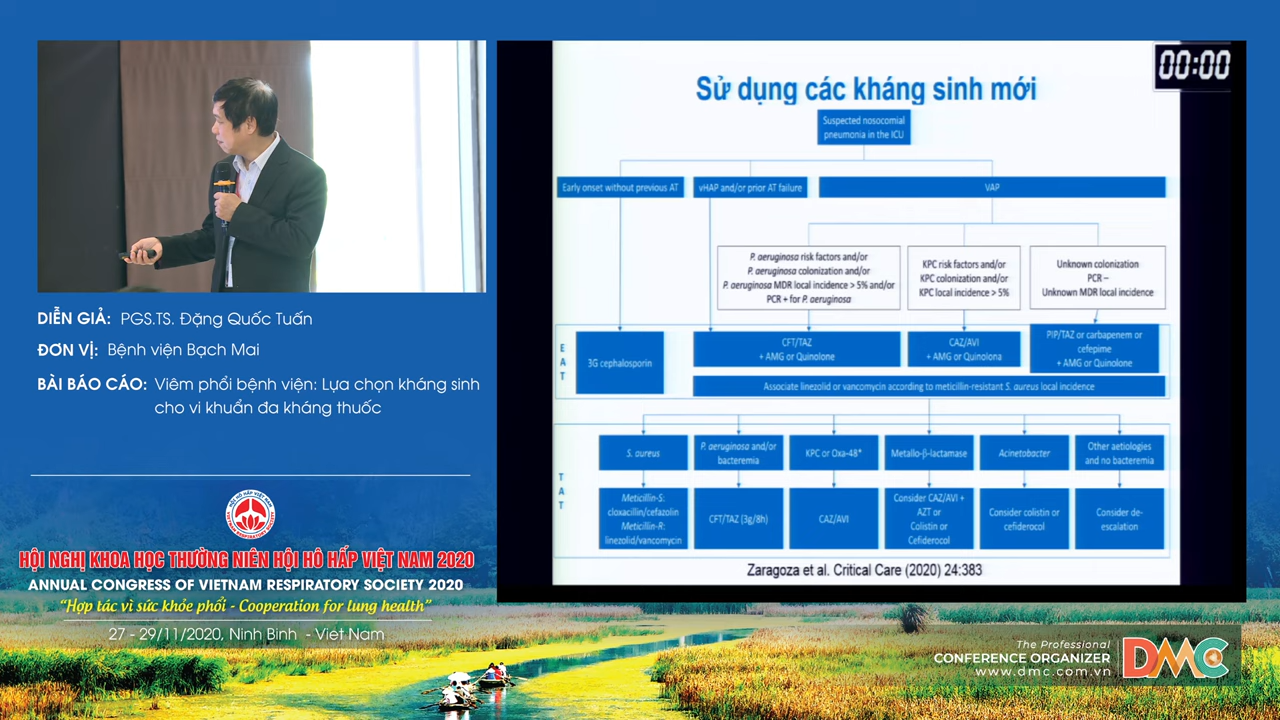 00:00
Sử dụng các kháng sinh mới
Suspected nosocomial
pneumonia in the ICU
Early onset without previous AT
vHAP and/or prior AT failure
VAP
P. aeruginosa risk factors and/or
P. aeruginosa colonization and/or
P. aeruginosa MDR local incidence > 5% and/or
PCR + for P. aeruginosa
KPC risk factors and/or
KPC colonization and/or
KPC local incidence > 5%
Unknown colonization
PCR –
Unknown MDR local incidence
E
A
T
3G cephalosporin
CFT/TAZ
+ AMG or Quinolone
CAZ/AVI
+ AMG or Quinolona
PIP/TAZ or carbapenem or
cefepime
+ AMG or Quinolone
Associate linezolid or vancomycin according to meticillin-resistant S. aureus local incidence
T
A
T
S. aureus
P. aeruginosa and/or
bacteremia
KPC or Oxa-48*
Metallo-β-lactamase
Acinetobacter
Other aetiologies
and no bacteremia
Meticillin-S:
cloxacillin/cefazolin
Meticillin-R:
linezolid/vancomycin
CFT/TAZ (3g/8h)
CAZ/AVI
Consider CAZ/AVI +
AZT or
Colistin or
Cefiderocol
Consider colistin or
cefiderocol
Consider de-
escalation
Zaragoza et al. Critical Care (2020) 24:383
DIỄN GIẢ: PGS.TS. Đặng Quốc Tuấn
ĐƠN VỊ: Bệnh viện Bạch Mai
BÀI BÁO CÁO: Viêm phổi bệnh viện: Lựa chọn kháng sinh
cho vi khuẩn đa kháng thuốc
HỘI HÔ HẤP VIỆT NAM
HỘI NGHỊ KHOA HỌC THƯỜNG NIÊN HỘI HÔ HẤP VIỆT NAM 2020
ANNUAL CONGRESS OF VIETNAM RESPIRATORY SOCIETY 2020
“Hợp tác vì sức khỏe phổi - Cooperation for lung health”
27 - 29/11/2020, Ninh Bình - Việt Nam
The Professional
CONFERENCE ORGANIZER
www.dmc.com.vn
DMC